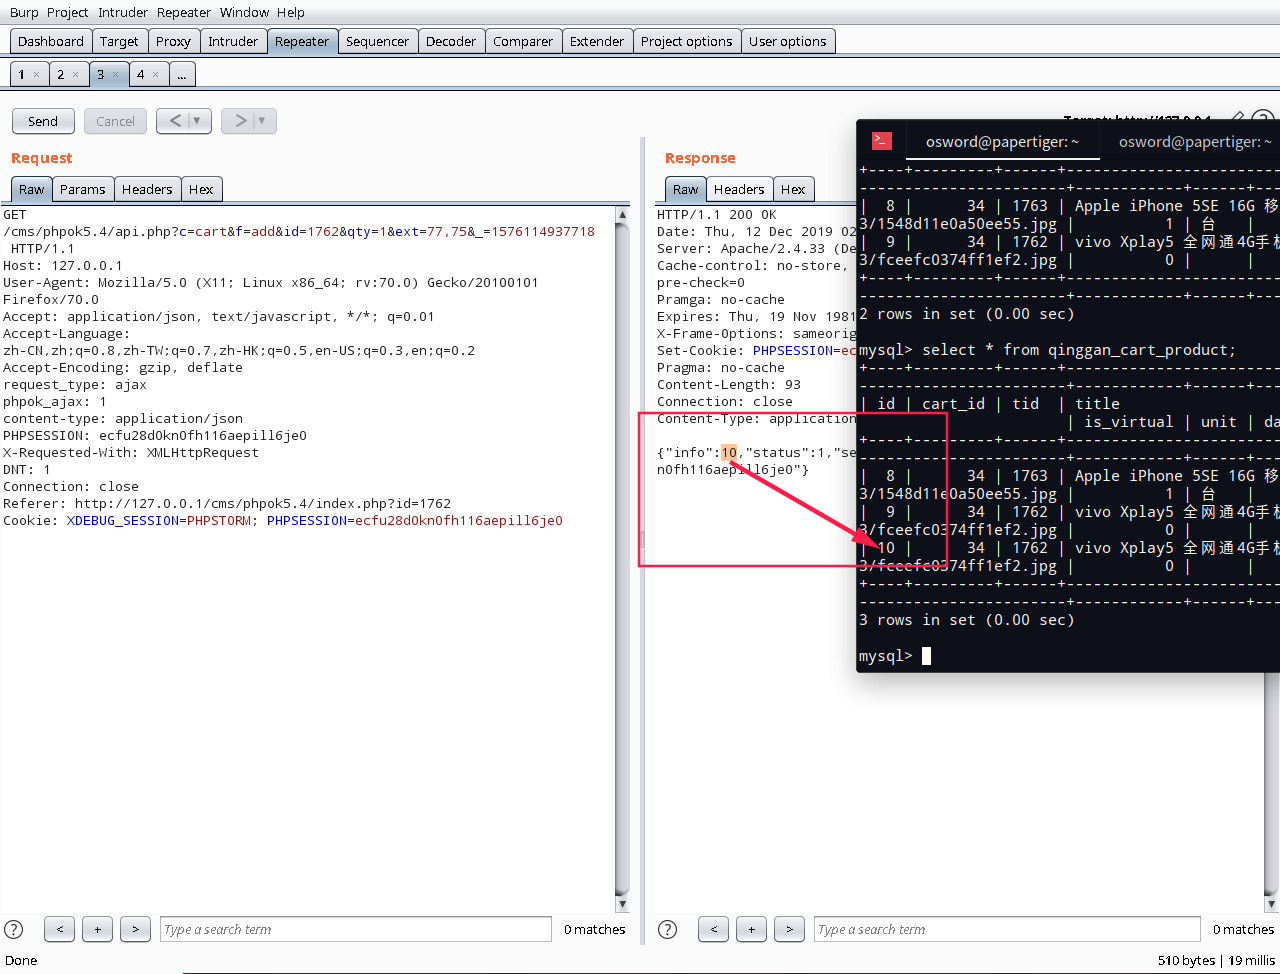 Burp Project Intruder Repeater Window Help
Dashboard Target Proxy Intruder Repeater Sequencer Decoder Comparer Extender Project options User options
1 × 2 × 3 × 4 × ...
Send Cancel < | ▼ > | ▼
Request
Raw Params Headers Hex
GET
/cms/phpok5.4/api.php?c=cart&f=add&id=1762&qty=1&ext=77,75&_=1576114937718
HTTP/1.1
Host: 127.0.0.1
User-Agent: Mozilla/5.0 (X11; Linux x86_64; rv:70.0) Gecko/20100101
Firefox/70.0
Accept: application/json, text/javascript, */*; q=0.01
Accept-Language:
zh-CN,zh;q=0.8,zh-TW;q=0.7,zh-HK;q=0.5,en-US;q=0.3,en;q=0.2
Accept-Encoding: gzip, deflate
request_type: ajax
phpok_ajax: 1
content-type: application/json
PHPSESSION: ecfu28d0kn0fh116aepill6je0
X-Requested-With: XMLHttpRequest
DNT: 1
Connection: close
Referer: http://127.0.0.1/cms/phpok5.4/index.php?id=1762
Cookie: XDEBUG_SESSION=PHPSTORM; PHPSESSION=ecfu28d0kn0fh116aepill6je0
? < + > Type a search term 0 matches
Response
Raw Headers Hex
HTTP/1.1 200 OK
Date: Thu, 12 Dec 2019 02
Server: Apache/2.4.33 (De
Cache-control: no-store,
pre-check=0
Pramga: no-cache
Expires: Thu, 19 Nov 1981
X-Frame-Options: sameorig
Set-Cookie: PHPSESSION=ec
Pragma: no-cache
Content-Length: 93
Connection: close
Content-Type: application
{"info":10,"status":1,"se
n0fh116aepill6je0"}
? < + > Type a search term 0 matches
osword@papertiger: ~ osword@papertiger: ~
+----+---------+------+------------------------
-----------------------+------------+------+---
| 8 | 34 | 1763 | Apple iPhone 5SE 16G 移
3/1548d11e0a50ee55.jpg | 1 | 台 |
| 9 | 34 | 1762 | vivo Xplay5 全网通4G手机
3/fceefc0374ff1ef2.jpg | 0 | |
+----+---------+------+------------------------
-----------------------+------------+------+---
2 rows in set (0.00 sec)
mysql> select * from qinggan_cart_product;
+----+---------+------+------------------------
-----------------------+------------+------+---
| id | cart_id | tid | title
| is_virtual | unit | da
+----+---------+------+------------------------
-----------------------+------------+------+---
| 8 | 34 | 1763 | Apple iPhone 5SE 16G 移
3/1548d11e0a50ee55.jpg | 1 | 台 |
| 9 | 34 | 1762 | vivo Xplay5 全网通4G手机
3/fceefc0374ff1ef2.jpg | 0 | |
| 10 | 34 | 1762 | vivo Xplay5 全网通4G手机
3/fceefc0374ff1ef2.jpg | 0 | |
+----+---------+------+------------------------
-----------------------+------------+------+---
3 rows in set (0.00 sec)
mysql>
Done
510 bytes | 19 millis